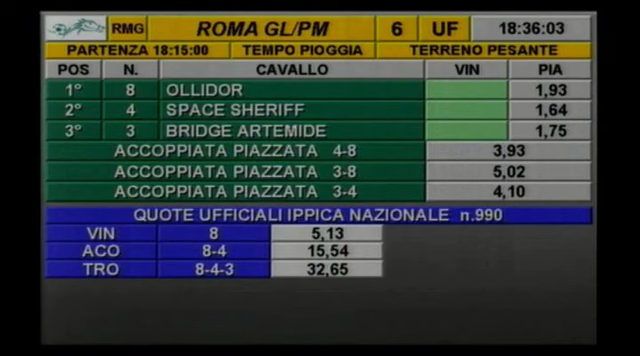 RMG ROMA GL/PM 6 UF 18:36:03
PARTENZA 18:15:00 TEMPO PIOGGIA TERRENO PESANTE
POS N. CAVALLO VIN PIA
1° 8 OLLIDOR 1,93
2° 4 SPACE SHERIFF 1,64
3° 3 BRIDGE ARTEMIDE 1,75
ACCOPPIATA PIAZZATA 4-8 3,93
ACCOPPIATA PIAZZATA 3-8 5,02
ACCOPPIATA PIAZZATA 3-4 4,10
QUOTE UFFICIALI IPPICA NAZIONALE n.990
VIN 8 5,13
ACO 8-4 15,54
TRO 8-4-3 32,65